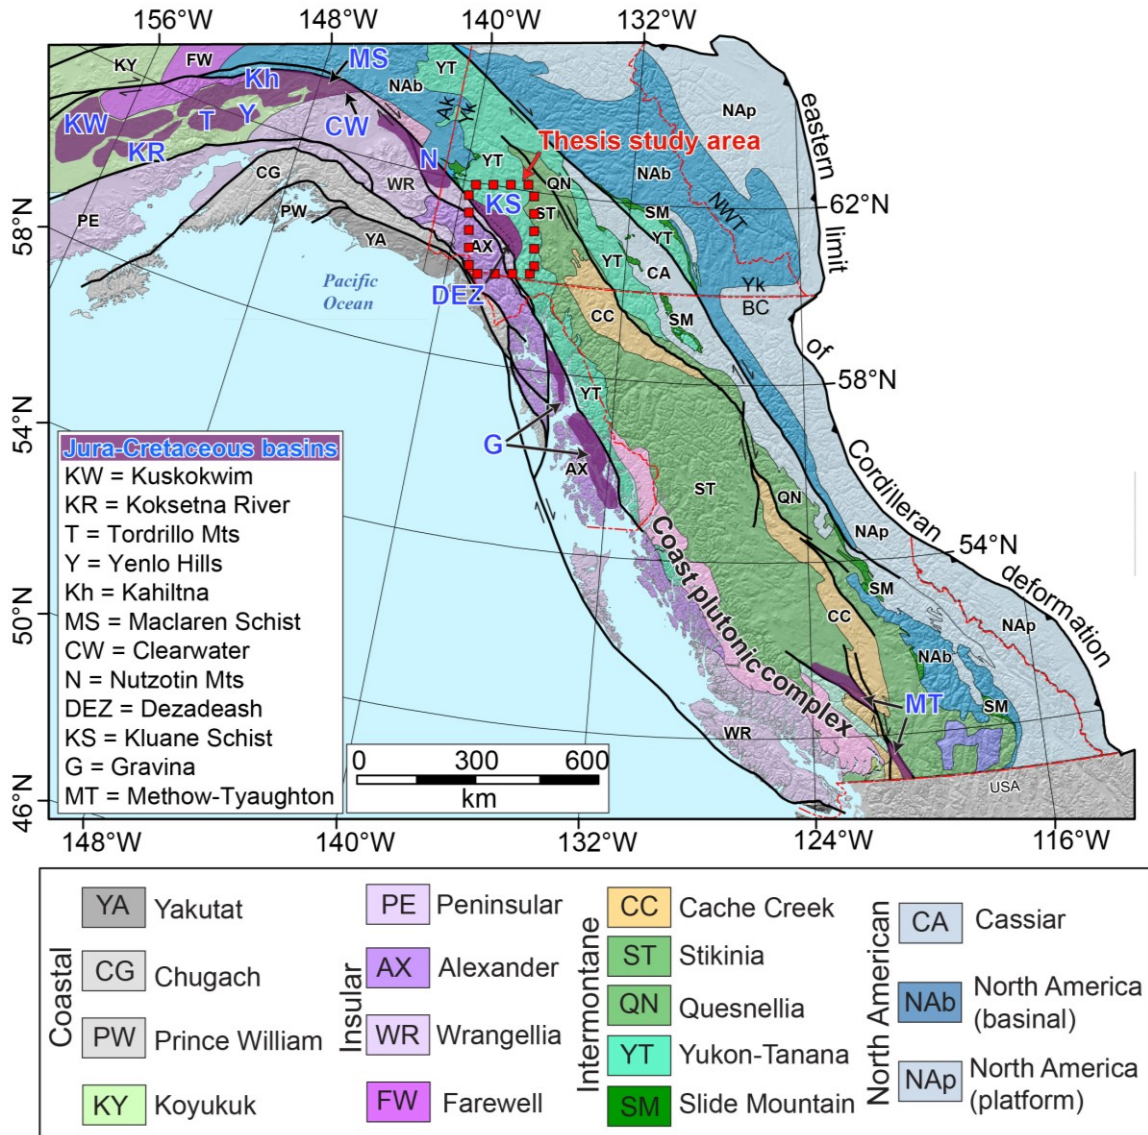 156°W 148°W 140°W 132°W
KY FW MS NAb YT NAp eastern
Kh
KW T Y CW Ak Yk Thesis study area
KR N YT QN NAb
CG WR KS ST SM NWT 62°N
58°N PE PW AX YT YT limit
YA CA
Pacific Ocean DEZ Yk
BC
CC SM of
58°N
54°N YT
G
AX ST QN Cordilleran
NAp 54°N
Coast plutonic complex SM deformation
CC NAp
50°N NAb
MT SM
WR
USA
46°N
Jura-Cretaceous basins
KW = Kuskokwim
KR = Koksetna River
T = Tordrillo Mts
Y = Yenlo Hills
Kh = Kahiltna
MS = Maclaren Schist
CW = Clearwater
N = Nutzotin Mts
DEZ = Dezadeash
KS = Kluane Schist
G = Gravina
MT = Methow-Tyaughton
0 300 600
km
148°W 140°W 132°W 124°W 116°W
Coastal
YA Yakutat
CG Chugach
PW Prince William
KY Koyukuk
Insular
PE Peninsular
AX Alexander
WR Wrangellia
FW Farewell
Intermontane
CC Cache Creek
ST Stikinia
QN Quesnellia
YT Yukon-Tanana
SM Slide Mountain
North American
CA Cassiar
NAb North America
(basinal)
NAp North America
(platform)